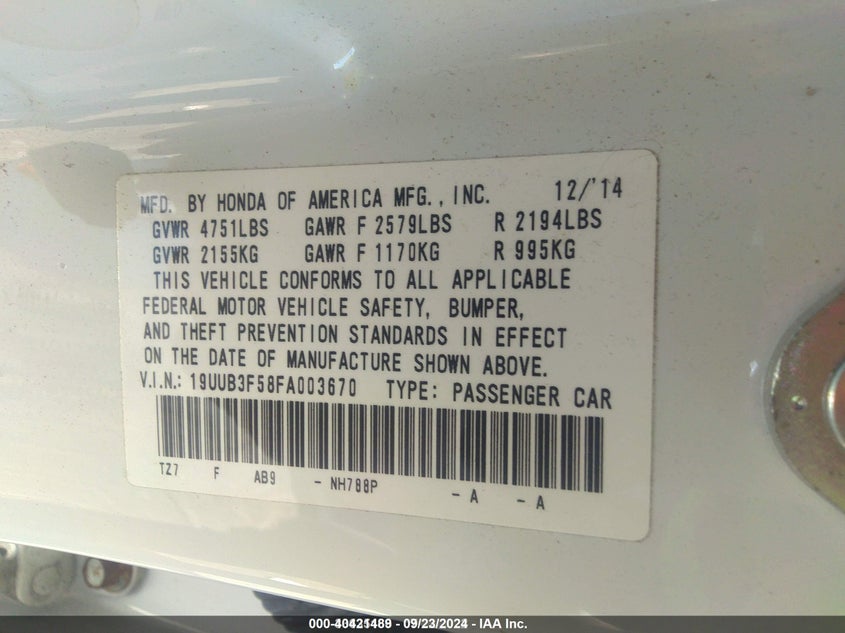 MFD. BY HONDA OF AMERICA MFG., INC. 12/'14
GVWR 4751LBS GAWR F 2579LBS R 2194LBS
GVWR 2155KG GAWR F 1170KG R 995KG
THIS VEHICLE CONFORMS TO ALL APPLICABLE
FEDERAL MOTOR VEHICLE SAFETY, BUMPER,
AND THEFT PREVENTION STANDARDS IN EFFECT
ON THE DATE OF MANUFACTURE SHOWN ABOVE.
V.I.N.: 19UUB3F58FA003670 TYPE: PASSENGER CAR
TZ7 F AB9 - NH788P - A - A
000-40421489 - 09/23/2024 - IAA Inc.